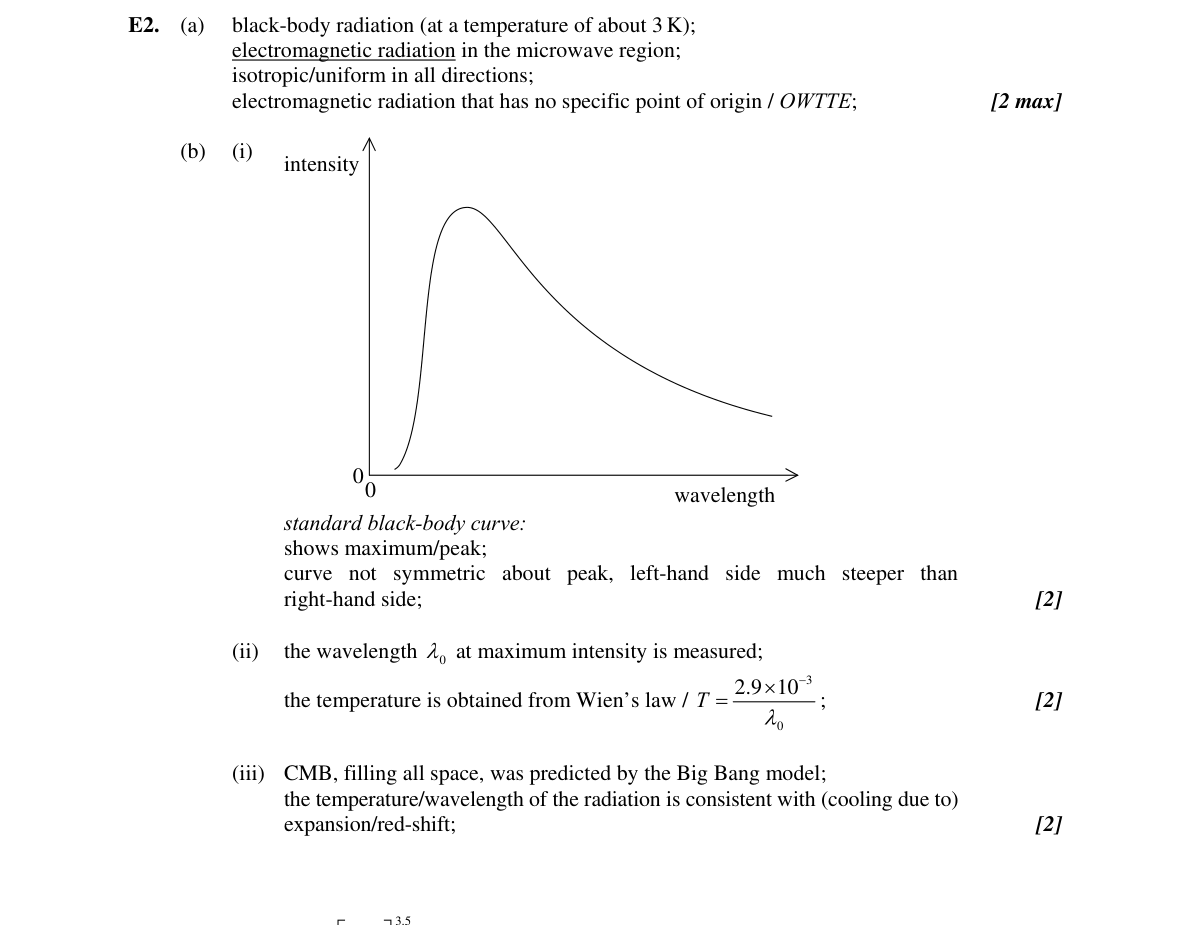 E2. (a) black-body radiation (at a temperature of about 3 K);
electromagnetic radiation in the microwave region;
isotropic/uniform in all directions;
electromagnetic radiation that has no specific point of origin / OWTTE; [2 max]
(b) (i)
intensity
0
0
wavelength
standard black-body curve:
shows maximum/peak;
curve not symmetric about peak, left-hand side much steeper than
right-hand side; [2]
(ii) the wavelength λ₀ at maximum intensity is measured;
the temperature is obtained from Wien's law / T = 2.9×10⁻³ / λ₀ ; [2]
(iii) CMB, filling all space, was predicted by the Big Bang model;
the temperature/wavelength of the radiation is consistent with (cooling due to)
expansion/red-shift; [2]
3.5